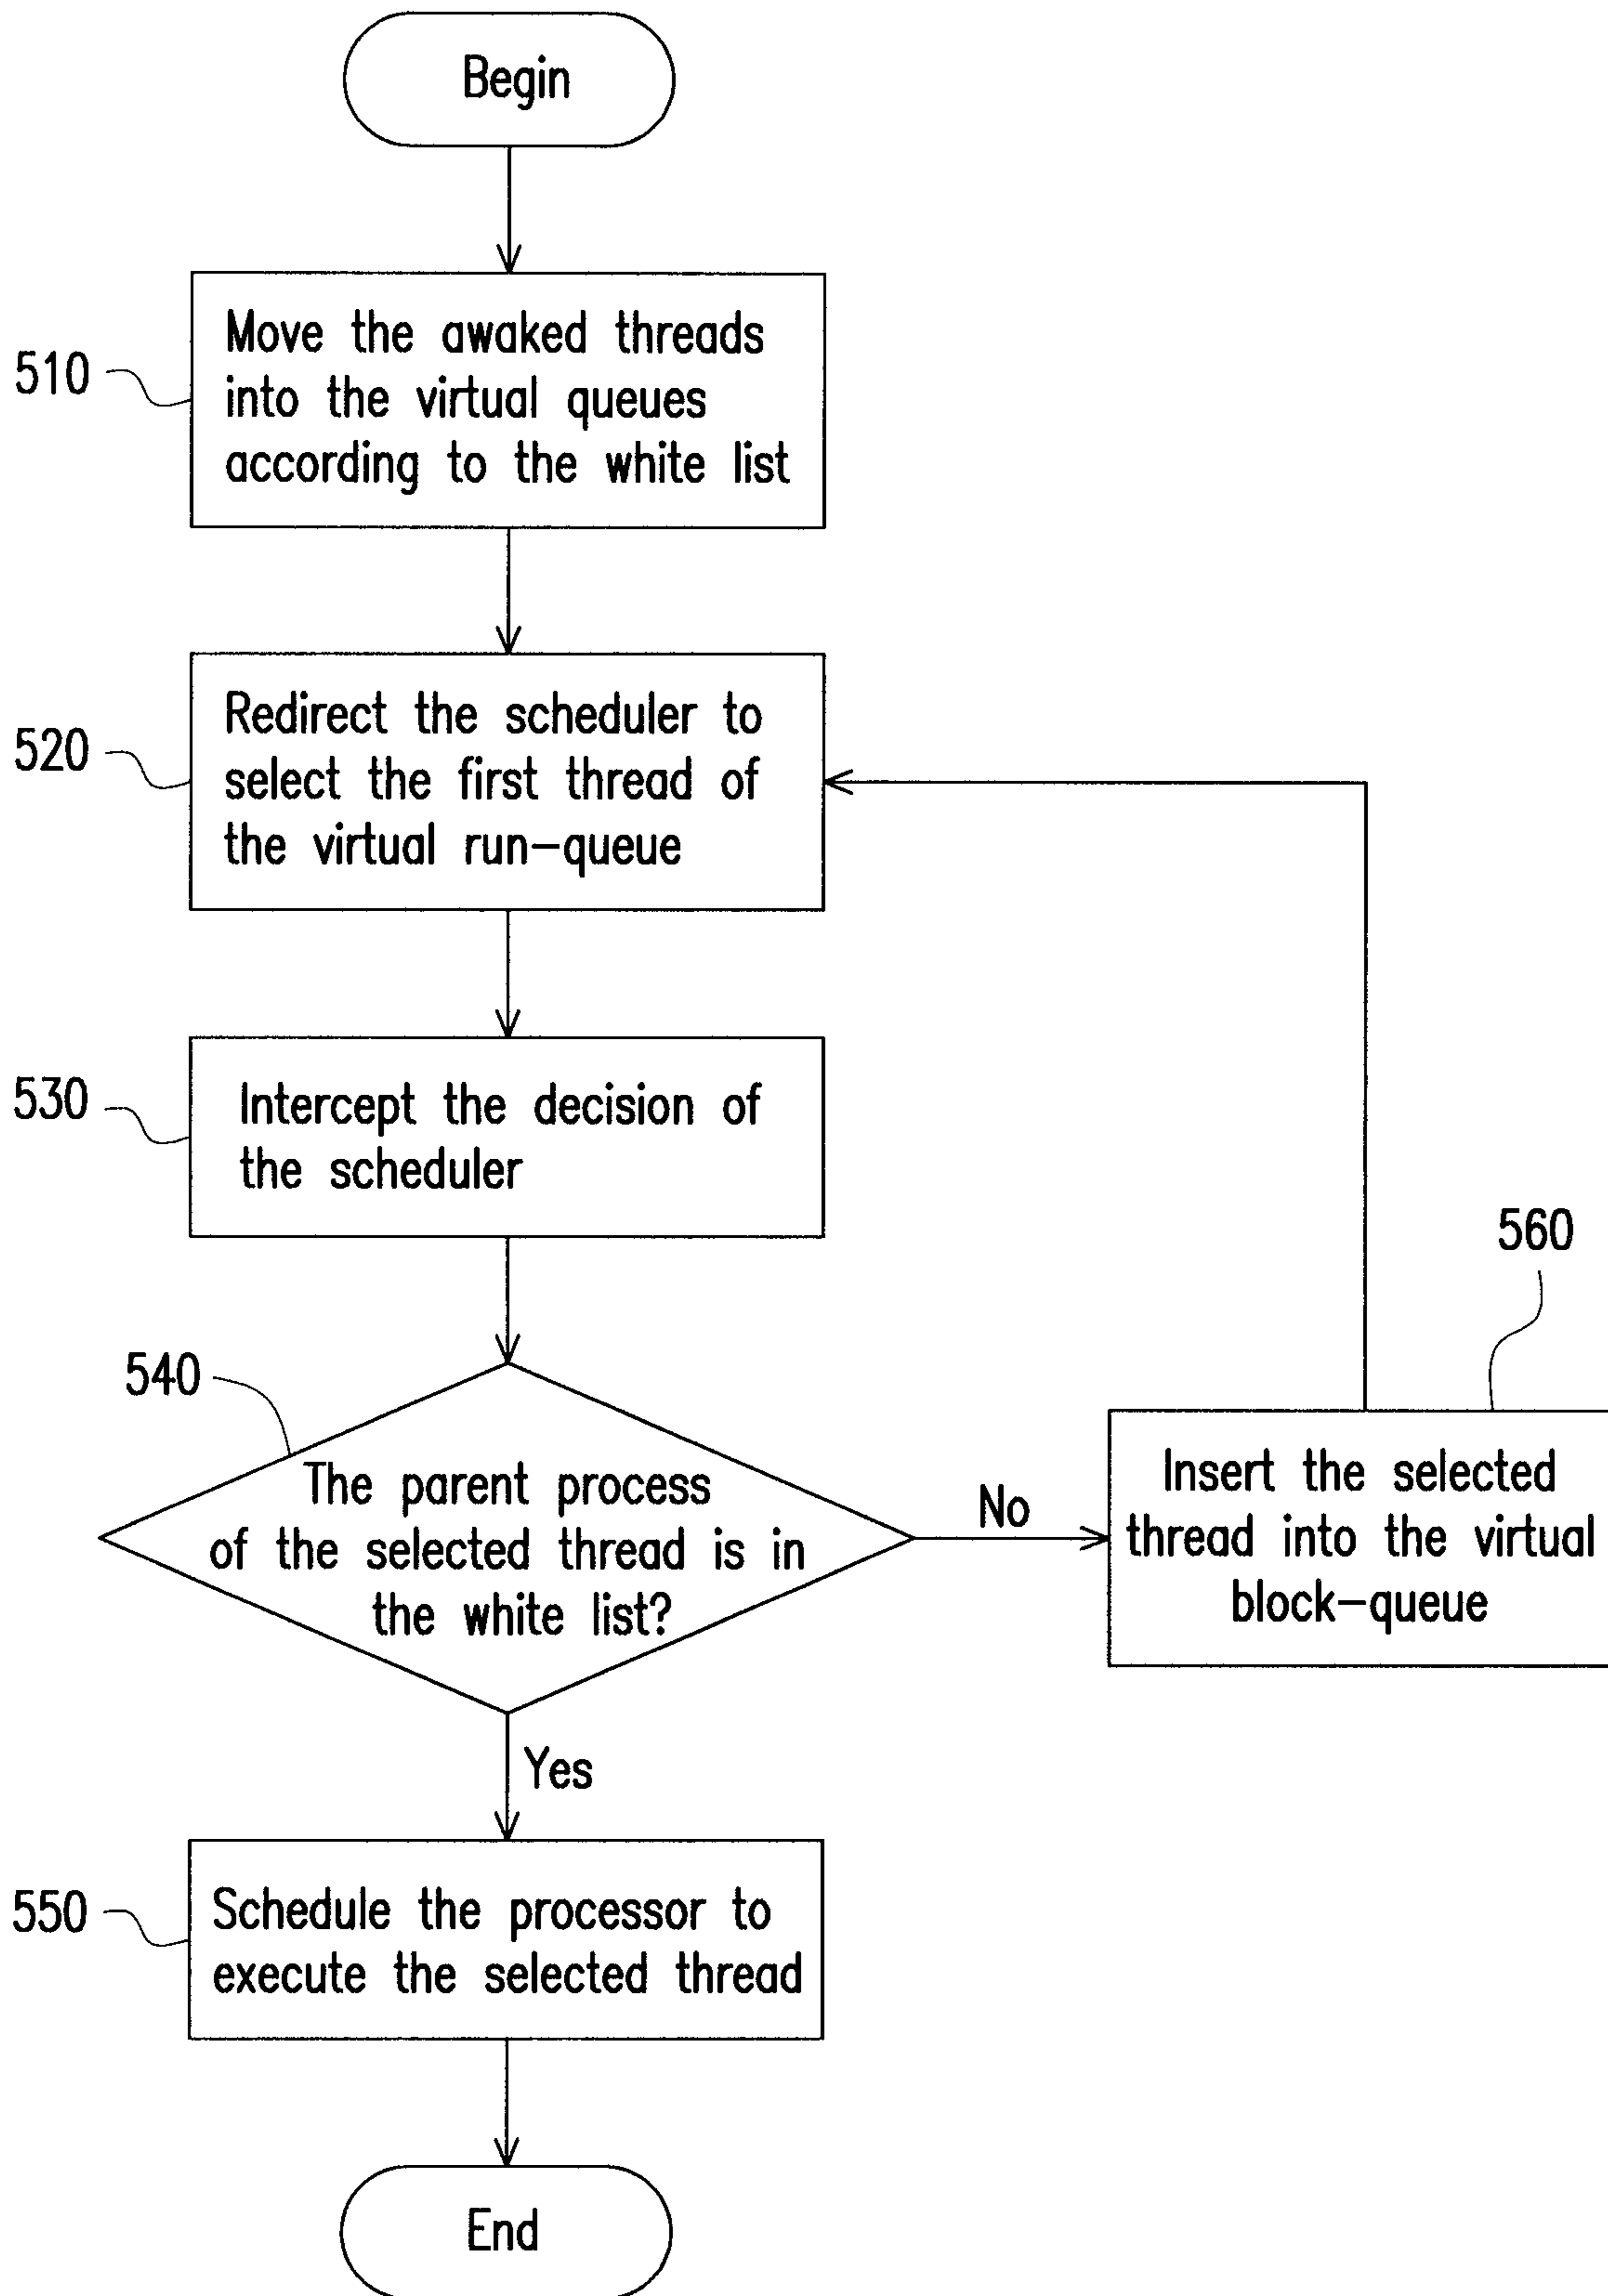 Begin
510
Move the awaked threads
into the virtual queues
according to the white list
520
Redirect the scheduler to
select the first thread of
the virtual run-queue
530
Intercept the decision of
the scheduler
540
The parent process
of the selected thread is in
the white list?
No
560
Insert the selected
thread into the virtual
block-queue
Yes
550
Schedule the processor to
execute the selected thread
End